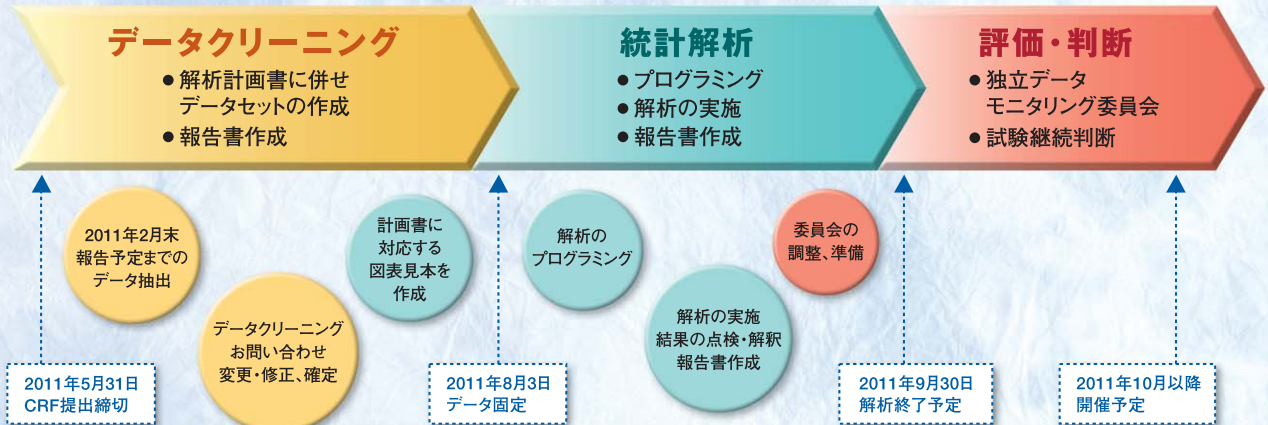 データクリーニング
● 解析計画書に併せ
データセットの作成
● 報告書作成
統計解析
● プログラミング
● 解析の実施
● 報告書作成
評価・判断
● 独立データ
モニタリング委員会
● 試験継続判断
2011年2月末
報告予定までの
データ抽出
データクリーニング
お問い合わせ
変更・修正、確定
計画書に
対応する
図表見本を
作成
解析の
プログラミング
解析の実施
結果の点検・解釈
報告書作成
委員会の
調整、準備
2011年5月31日
CRF提出締切
2011年8月3日
データ固定
2011年9月30日
解析終了予定
2011年10月以降
開催予定